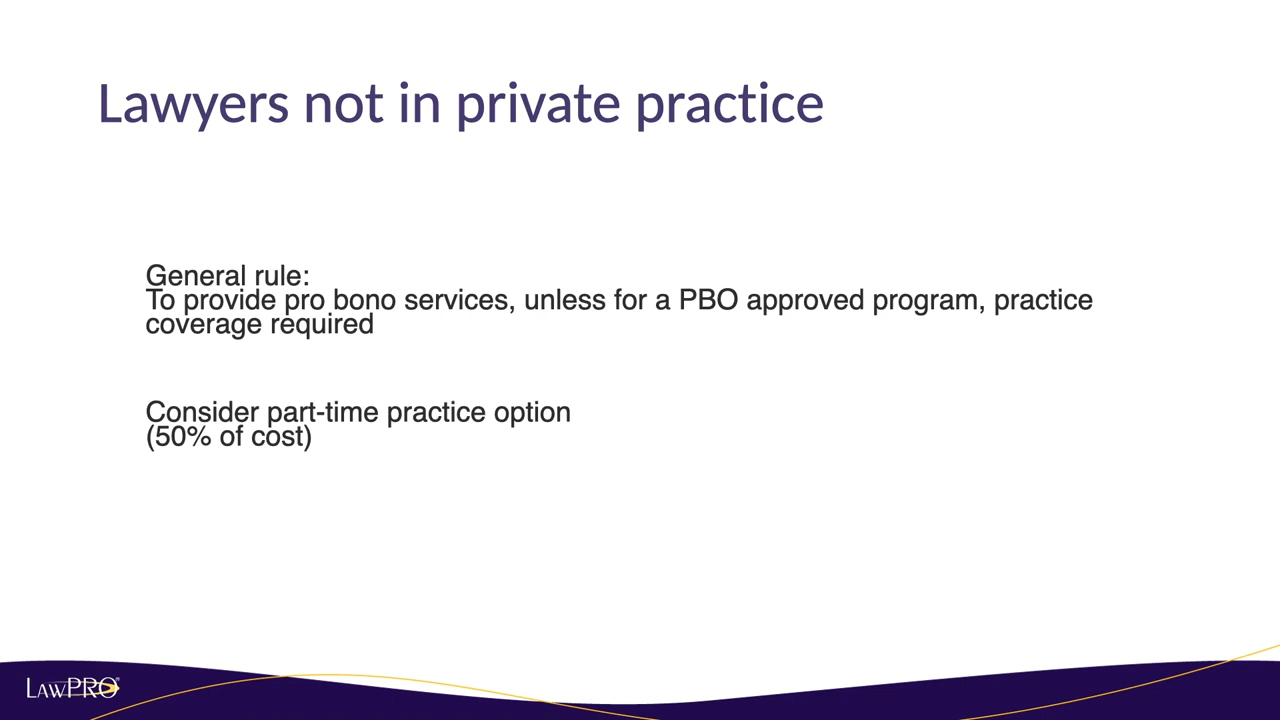 Lawyers not in private practice
General rule:
To provide pro bono services, unless for a PBO approved program, practice
coverage required
Consider part-time practice option
(50% of cost)
LAWPRO®